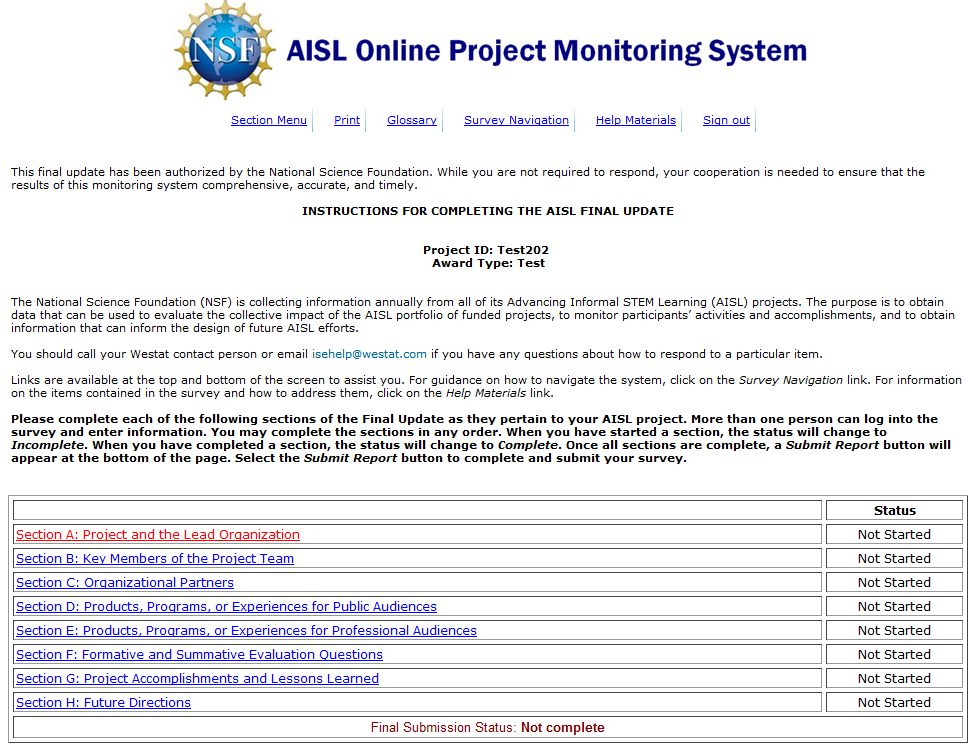 NSF AISL Online Project Monitoring System
Section Menu Print Glossary Survey Navigation Help Materials Sign out
This final update has been authorized by the National Science Foundation. While you are not required to respond, your cooperation is needed to ensure that the
results of this monitoring system comprehensive, accurate, and timely.
INSTRUCTIONS FOR COMPLETING THE AISL FINAL UPDATE
Project ID: Test202
Award Type: Test
The National Science Foundation (NSF) is collecting information annually from all of its Advancing Informal STEM Learning (AISL) projects. The purpose is to obtain
data that can be used to evaluate the collective impact of the AISL portfolio of funded projects, to monitor participants’ activities and accomplishments, and to obtain
information that can inform the design of future AISL efforts.
You should call your Westat contact person or email isehelp@westat.com if you have any questions about how to respond to a particular item.
Links are available at the top and bottom of the screen to assist you. For guidance on how to navigate the system, click on the Survey Navigation link. For information
on the items contained in the survey and how to address them, click on the Help Materials link.
Please complete each of the following sections of the Final Update as they pertain to your AISL project. More than one person can log into the
survey and enter information. You may complete the sections in any order. When you have started a section, the status will change to
Incomplete. When you have completed a section, the status will change to Complete. Once all sections are complete, a Submit Report button will
appear at the bottom of the page. Select the Submit Report button to complete and submit your survey.
Status
Section A: Project and the Lead Organization Not Started
Section B: Key Members of the Project Team Not Started
Section C: Organizational Partners Not Started
Section D: Products, Programs, or Experiences for Public Audiences Not Started
Section E: Products, Programs, or Experiences for Professional Audiences Not Started
Section F: Formative and Summative Evaluation Questions Not Started
Section G: Project Accomplishments and Lessons Learned Not Started
Section H: Future Directions Not Started
Final Submission Status: Not complete